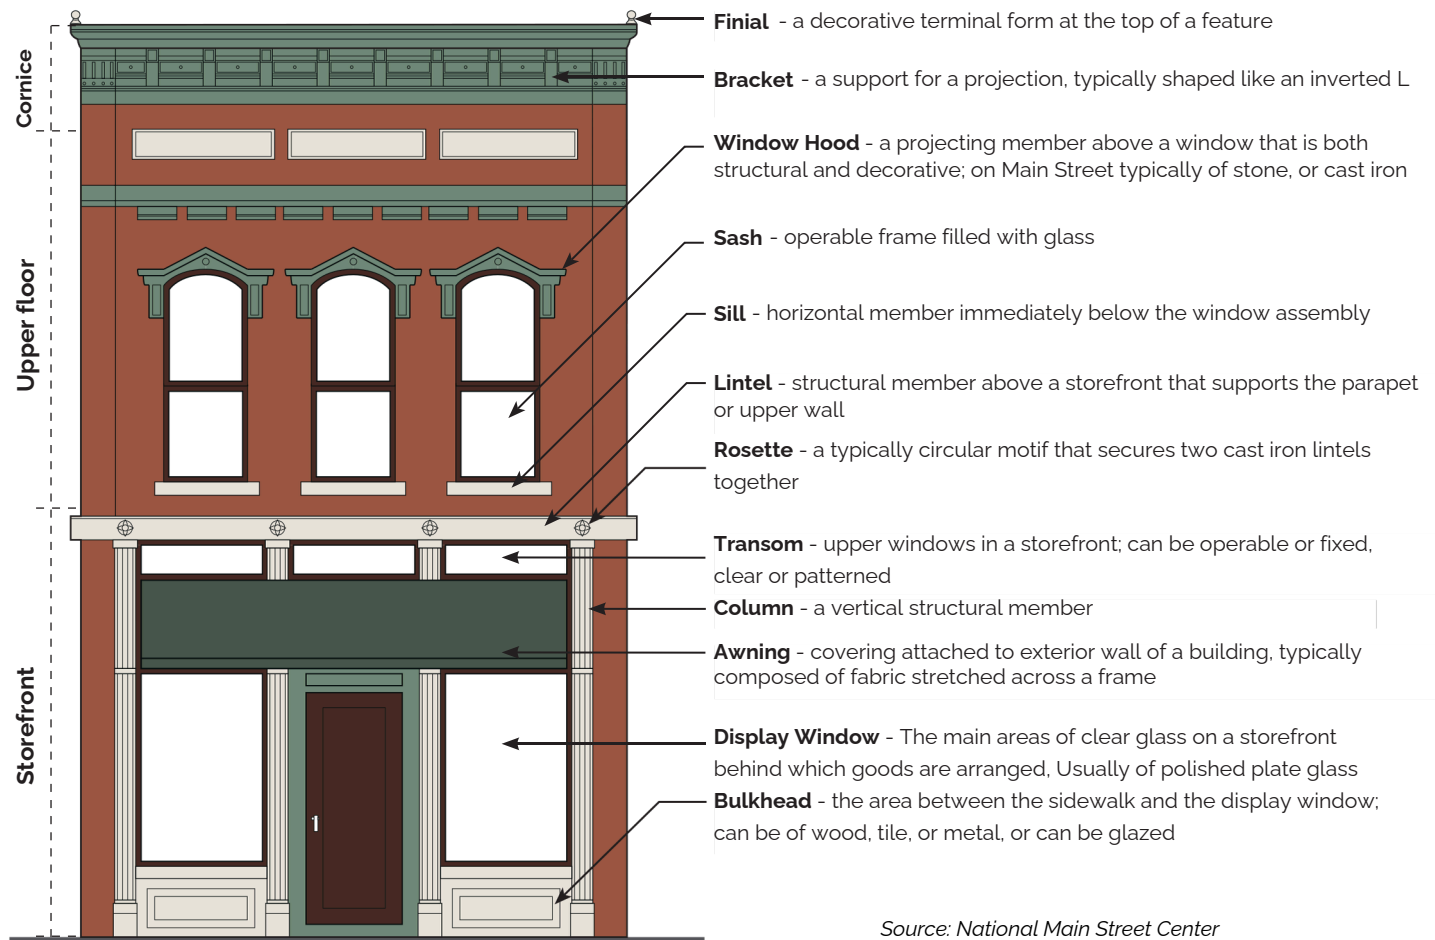 Cornice
Upper floor
Storefront
Finial - a decorative terminal form at the top of a feature
Bracket - a support for a projection, typically shaped like an inverted L
Window Hood - a projecting member above a window that is both
structural and decorative; on Main Street typically of stone, or cast iron
Sash - operable frame filled with glass
Sill - horizontal member immediately below the window assembly
Lintel - structural member above a storefront that supports the parapet
or upper wall
Rosette - a typically circular motif that secures two cast iron lintels
together
Transom - upper windows in a storefront; can be operable or fixed,
clear or patterned
Column - a vertical structural member
Awning - covering attached to exterior wall of a building, typically
composed of fabric stretched across a frame
Display Window - The main areas of clear glass on a storefront
behind which goods are arranged, Usually of polished plate glass
Bulkhead - the area between the sidewalk and the display window;
can be of wood, tile, or metal, or can be glazed
Source: National Main Street Center